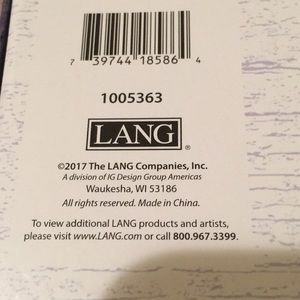 7 39744 18586 4
1005363
LANG ®
©2017 The LANG Companies, Inc.
A division of IG Design Group Americas
Waukesha, WI 53186
All rights reserved. Made in China.
To view additional LANG products and artists,
please visit www.LANG.com or call 800.967.3399.